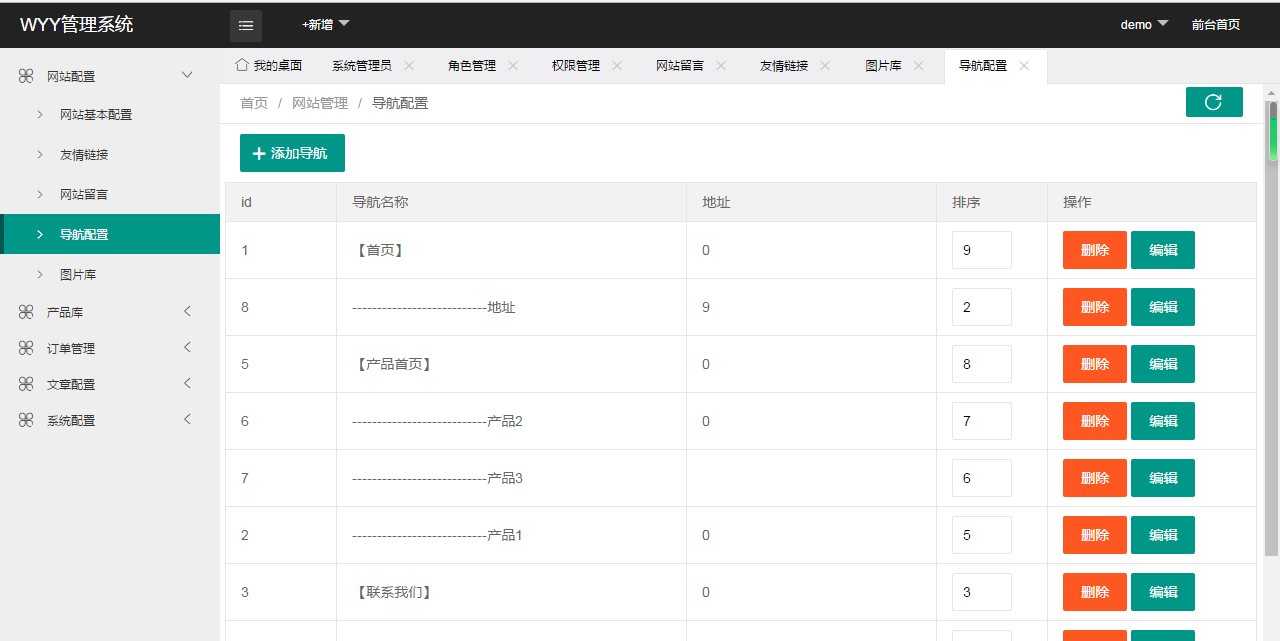 WYY管理系统
+新增
demo
前台首页
网站配置
网站基本配置
友情链接
网站留言
导航配置
图片库
产品库
订单管理
文章配置
系统配置
我的桌面
系统管理员
角色管理
权限管理
网站留言
友情链接
图片库
导航配置
首页 / 网站管理 / 导航配置
添加导航
id 导航名称 地址 排序 操作
1 【首页】 0 9 删除 编辑
8 ---------------------------地址 9 2 删除 编辑
5 【产品首页】 0 8 删除 编辑
6 ---------------------------产品2 0 7 删除 编辑
7 ---------------------------产品3 6 删除 编辑
2 ---------------------------产品1 0 5 删除 编辑
3 【联系我们】 0 3 删除 编辑